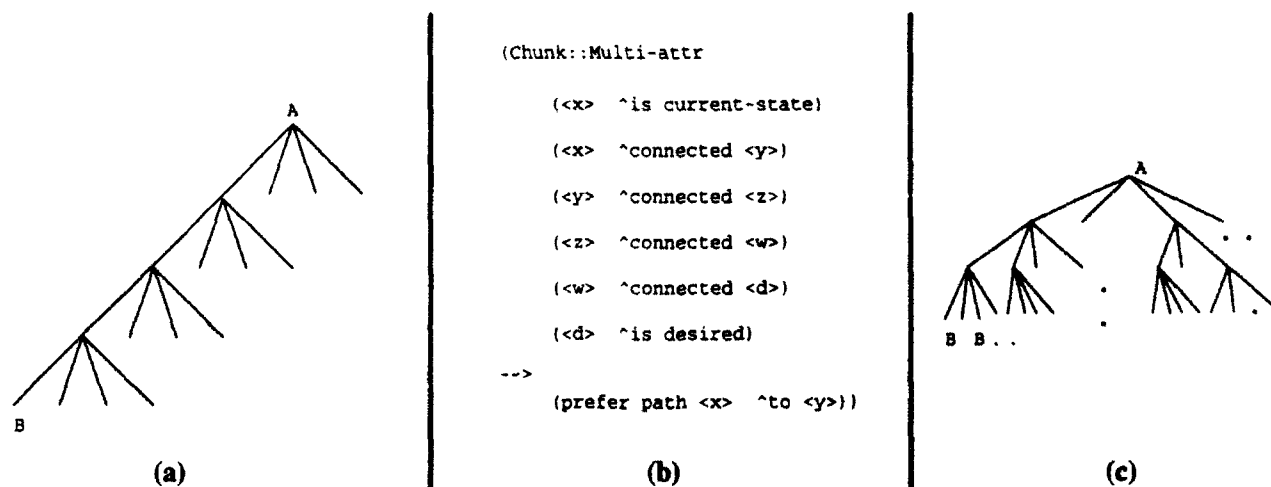 A
B
(a)
(Chunk::Multi-attr
(<x> ^is current-state)
(<x> ^connected <y>)
(<y> ^connected <z>)
(<z> ^connected <w>)
(<w> ^connected <d>)
(<d> ^is desired)
-->
(prefer path <x> ^to <y>))
(b)
A
B B . .
(c)